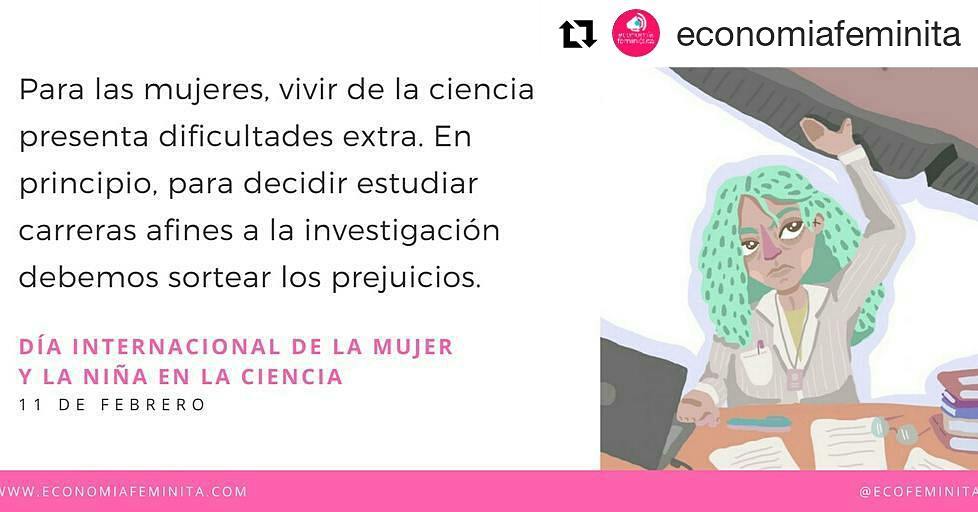 economiafeminita
economía
feminita
Para las mujeres, vivir de la ciencia
presenta dificultades extra. En
principio, para decidir estudiar
carreras afines a la investigación
debemos sortear los prejuicios.
DÍA INTERNACIONAL DE LA MUJER
Y LA NIÑA EN LA CIENCIA
11 DE FEBRERO
WWW.ECONOMIAFEMINITA.COM
@ECOFEMINITA